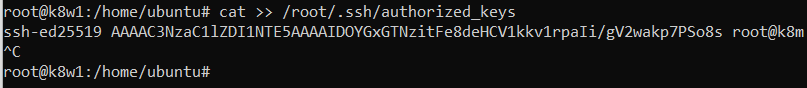 root@k8w1:/home/ubuntu# cat >> /root/.ssh/authorized_keys
ssh-ed25519 AAAAC3NzaC1lZDI1NTE5AAAAIDOYGxGTNzitFe8deHCV1kkv1rpaIi/gV2wakp7PSo8s root@k8m
^C
root@k8w1:/home/ubuntu#